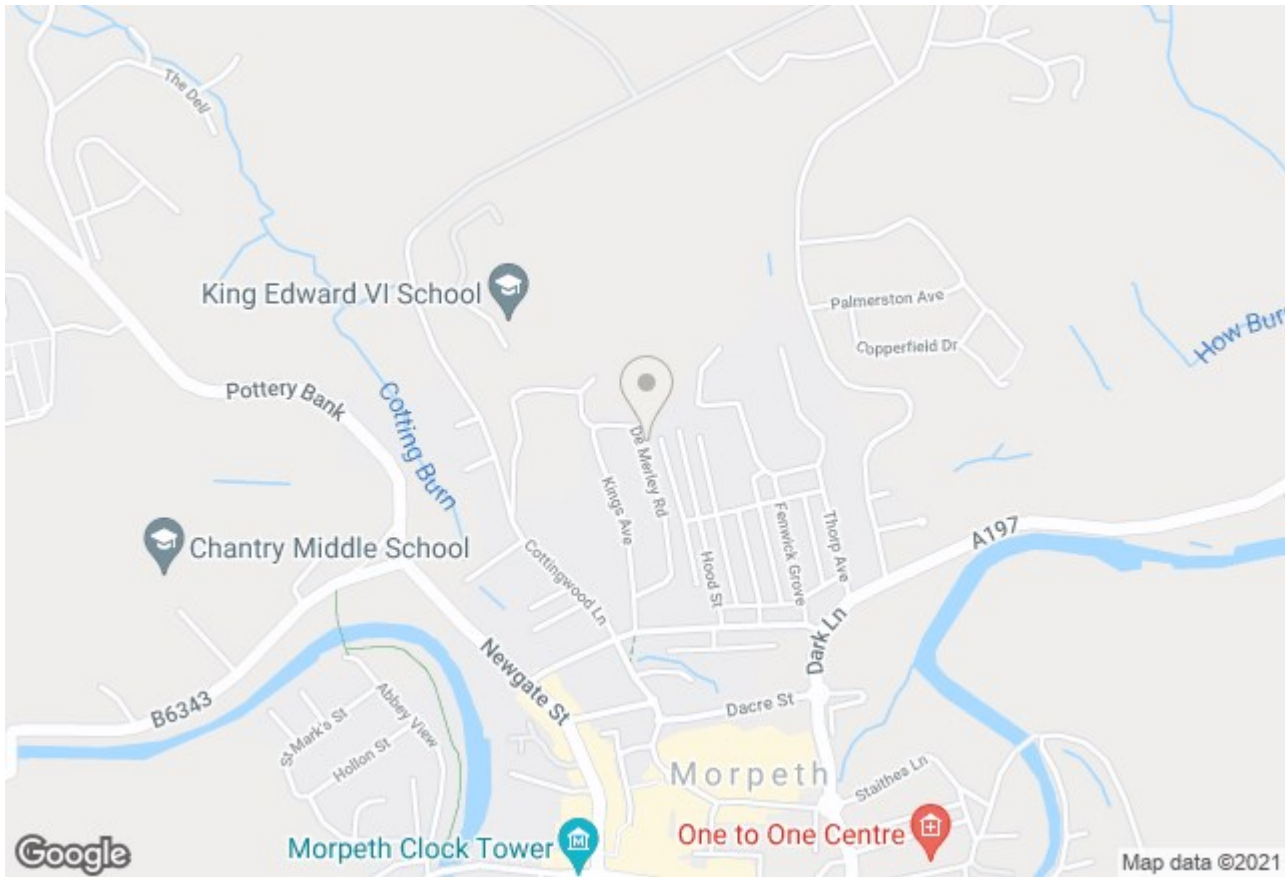 The Dell
King Edward VI School
Palmerston Ave
Copperfield Dr
How Burn
Pottery Bank
Cotting Burn
De Merley Rd
Kings Ave
Chantry Middle School
Hood St
Fenwick Grove
Thorp Ave
A197
Cottingwood Ln
Newgate St
Dark Ln
B6343
Abbey View
St Mark's St
Hollon St
Dacre St
Morpeth
Staithes Ln
One to One Centre
Morpeth Clock Tower
Google
Map data ©2021